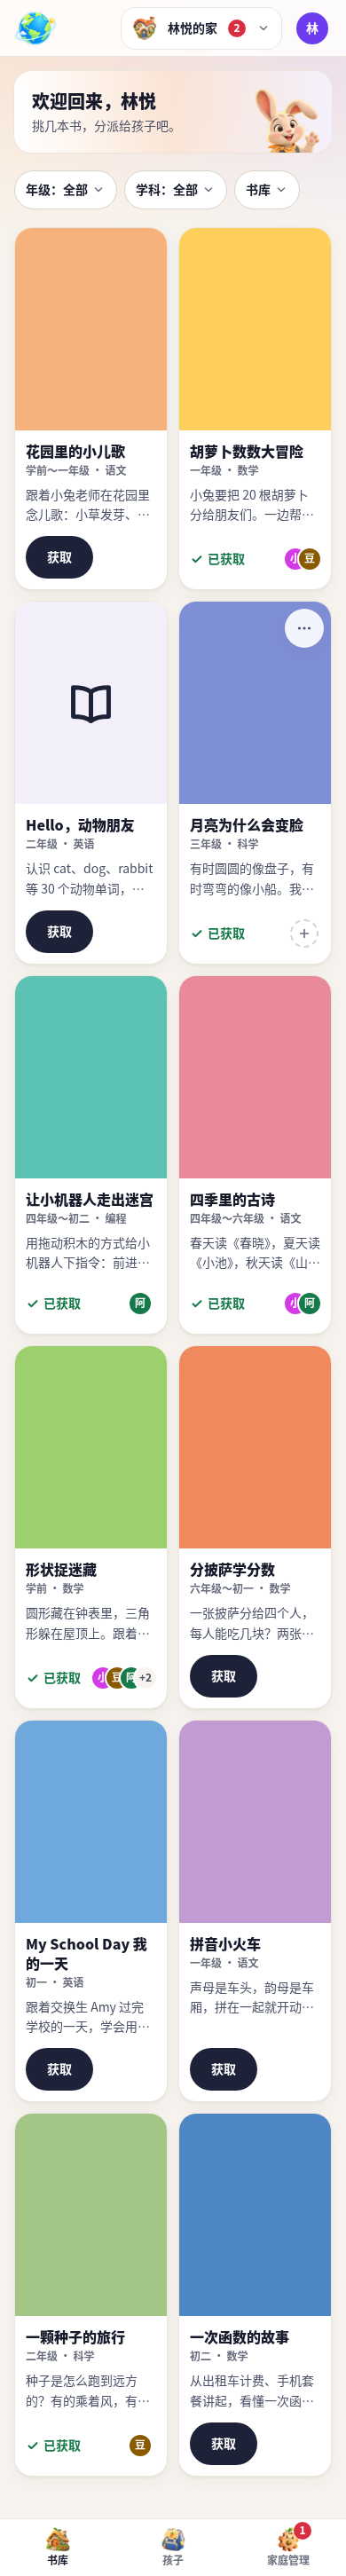 林悦的家 2
林
欢迎回来，林悦
挑几本书，分派给孩子吧。
年级：全部
学科：全部
书库
花园里的小儿歌
学前～一年级 · 语文
跟着小兔老师在花园里
念儿歌：小草发芽、…
获取
胡萝卜数数大冒险
一年级 · 数学
小兔要把 20 根胡萝卜
分给朋友们。一边帮…
已获取
豆
Hello，动物朋友
二年级 · 英语
认识 cat、dog、rabbit
等 30 个动物单词，…
获取
月亮为什么会变脸
三年级 · 科学
有时圆圆的像盘子，有
时弯弯的像小船。我…
已获取
让小机器人走出迷宫
四年级～初二 · 编程
用拖动积木的方式给小
机器人下指令：前进…
已获取
阿
四季里的古诗
四年级～六年级 · 语文
春天读《春晓》，夏天读
《小池》，秋天读《山…
已获取
阿
形状捉迷藏
学前 · 数学
圆形藏在钟表里，三角
形躲在屋顶上。跟着…
已获取
+2
分披萨学分数
六年级～初一 · 数学
一张披萨分给四个人，
每人能吃几块？两张…
获取
My School Day 我
的一天
初一 · 英语
跟着交换生 Amy 过完
学校的一天，学会用…
获取
拼音小火车
一年级 · 语文
声母是车头，韵母是车
厢，拼在一起就开动…
获取
一颗种子的旅行
二年级 · 科学
种子是怎么跑到远方
的？有的乘着风，有…
已获取
豆
一次函数的故事
初二 · 数学
从出租车计费、手机套
餐讲起，看懂一次函…
获取
书库
孩子
1
家庭管理